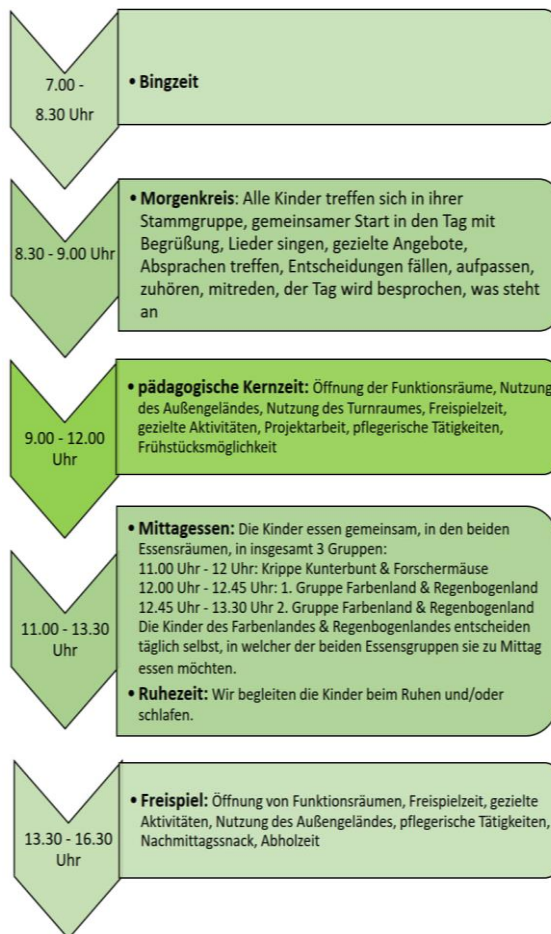 7.00 -
8.30 Uhr
• Bingzeit
8.30 - 9.00 Uhr
• Morgenkreis: Alle Kinder treffen sich in ihrer
Stammgruppe, gemeinsamer Start in den Tag mit
Begrüßung, Lieder singen, gezielte Angebote,
Absprachen treffen, Entscheidungen fällen, aufpassen,
zuhören, mitreden, der Tag wird besprochen, was steht
an
9.00 - 12.00
Uhr
• pädagogische Kernzeit: Öffnung der Funktionsräume, Nutzung
des Außengeländes, Nutzung des Turnraumes, Freispielzeit,
gezielte Aktivitäten, Projektarbeit, pflegerische Tätigkeiten,
Frühstücksmöglichkeit
11.00 - 13.30
Uhr
• Mittagessen: Die Kinder essen gemeinsam, in den beiden
Essensräumen, in insgesamt 3 Gruppen:
11.00 Uhr - 12 Uhr: Krippe Kunterbunt & Forschermäuse
12.00 Uhr - 12.45 Uhr: 1. Gruppe Farbenland & Regenbogenland
12.45 Uhr - 13.30 Uhr 2. Gruppe Farbenland & Regenbogenland
Die Kinder des Farbenlandes & Regenbogenlandes entscheiden
täglich selbst, in welcher der beiden Essensgruppen sie zu Mittag
essen möchten.
• Ruhezeit: Wir begleiten die Kinder beim Ruhen und/oder
schlafen.
13.30 - 16.30
Uhr
• Freispiel: Öffnung von Funktionsräumen, Freispielzeit, gezielte
Aktivitäten, Nutzung des Außengeländes, pflegerische Tätigkeiten,
Nachmittagssnack, Abholzeit